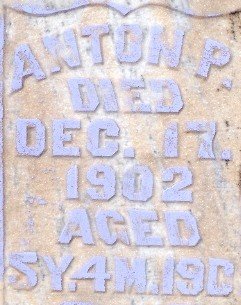 ANTON P.
DIED
DEC. 17.
1902
AGED
5Y.4M.19D